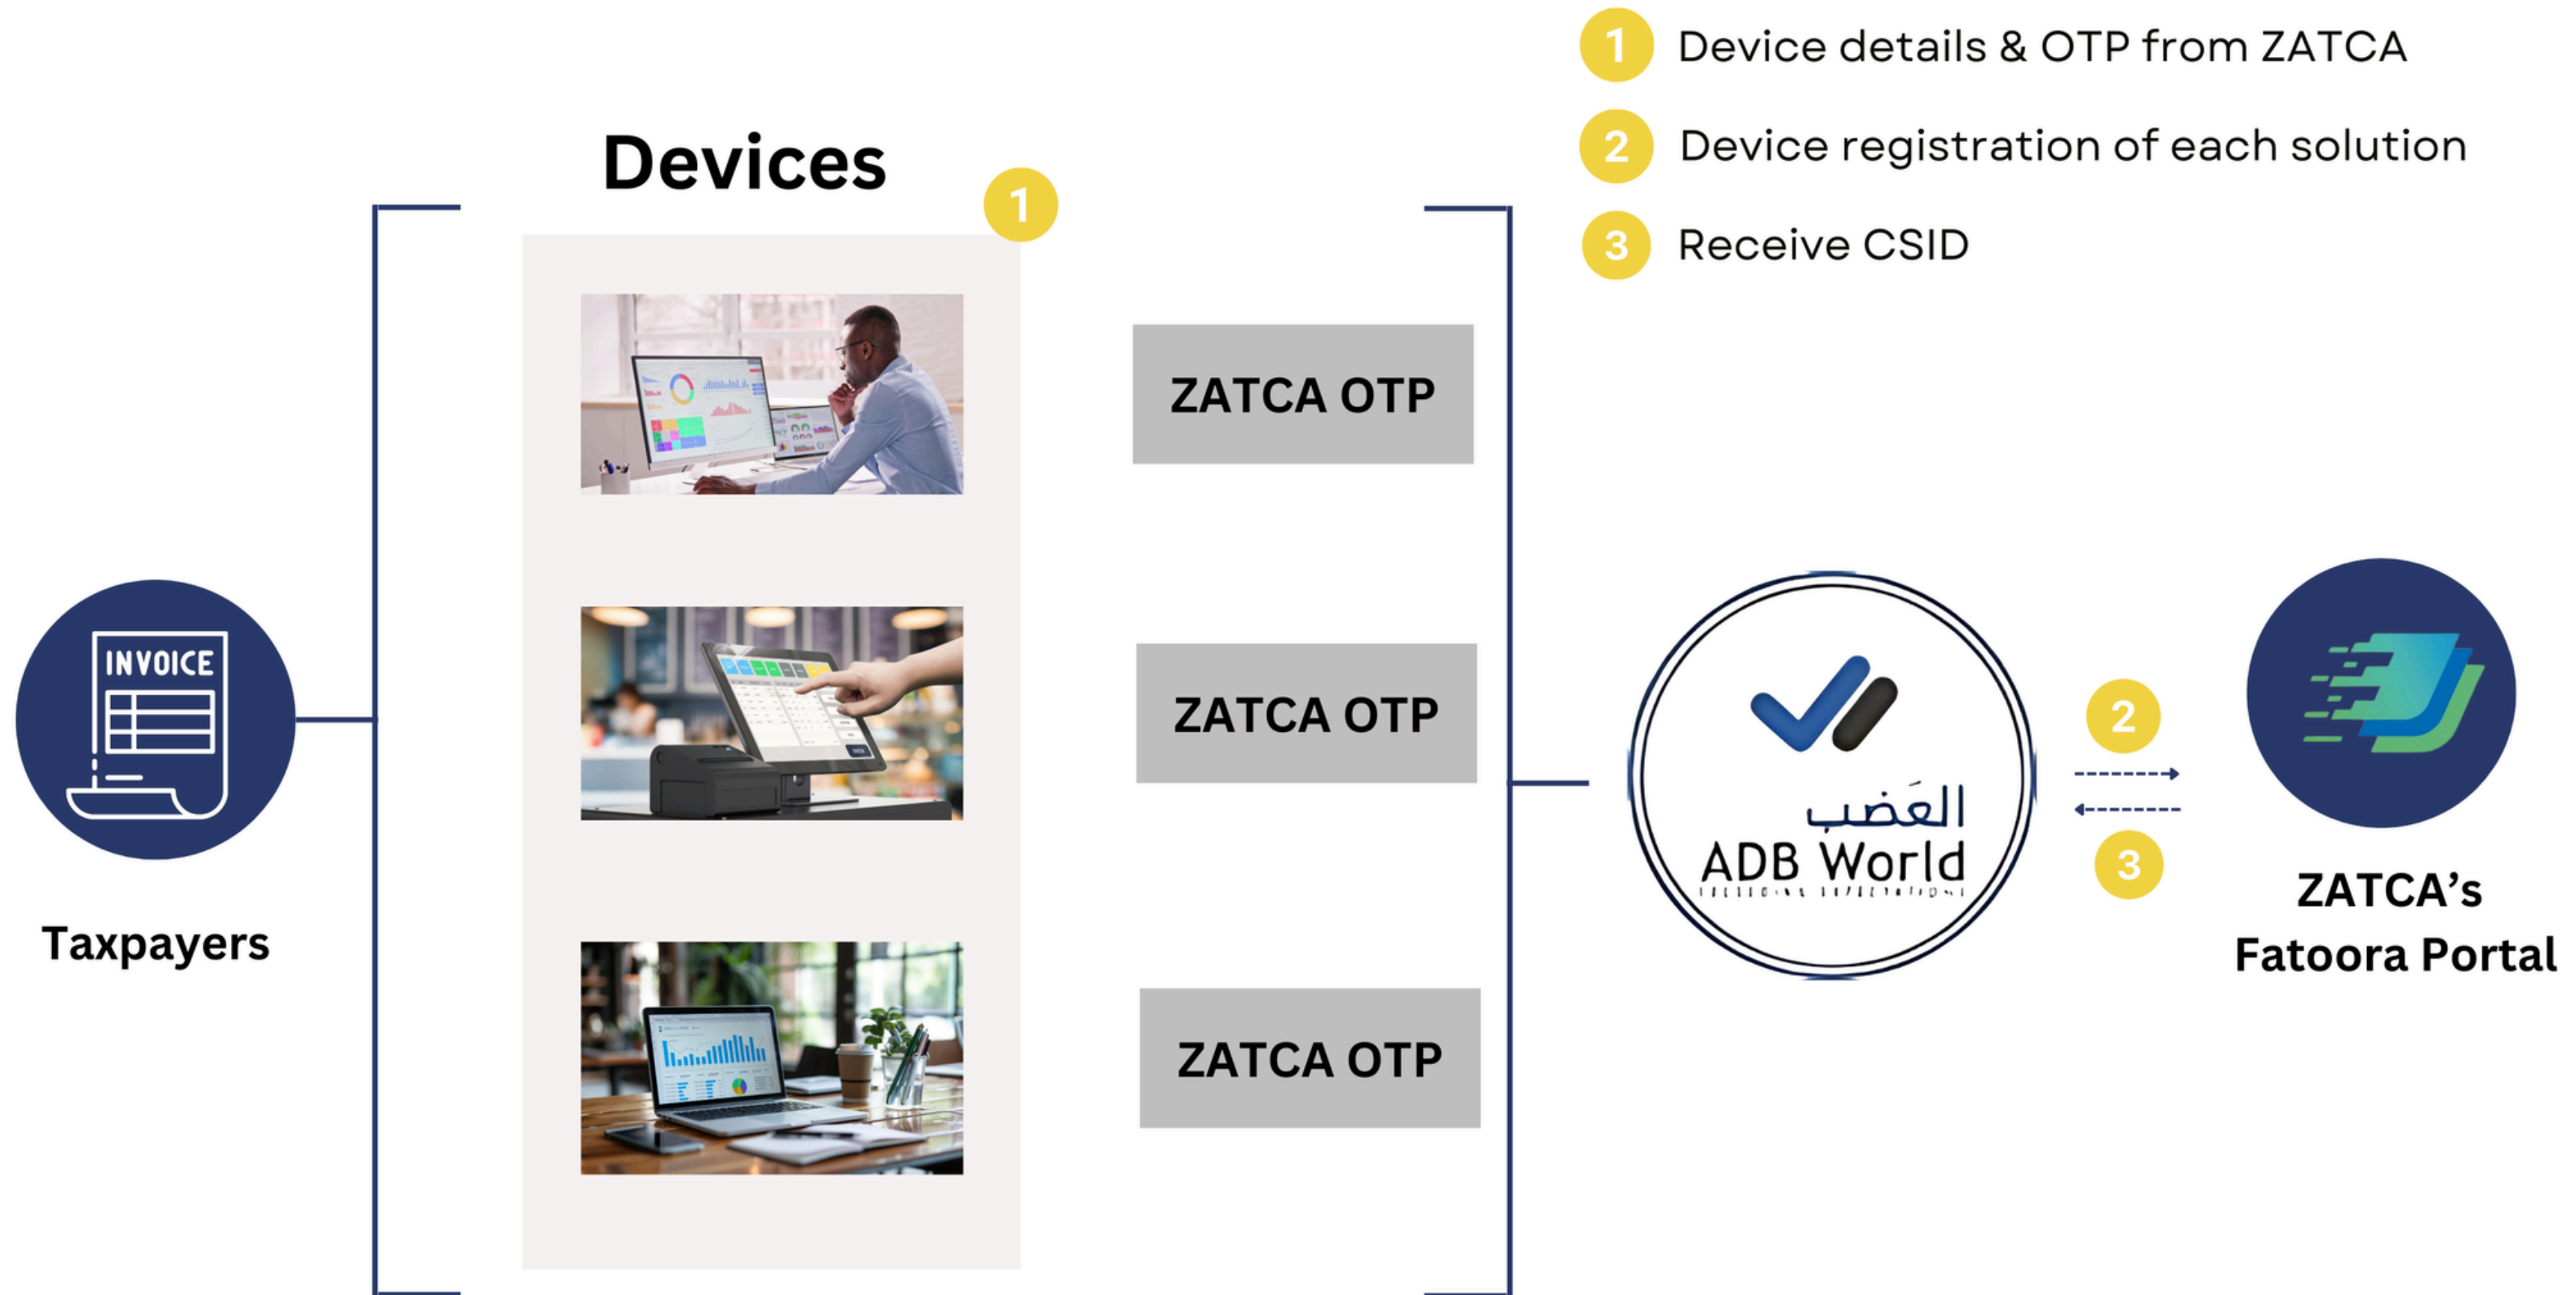 1 Device details & OTP from ZATCA
2 Device registration of each solution
3 Receive CSID
Devices
1
ZATCA OTP
ZATCA OTP
ZATCA OTP
INVOICE
Taxpayers
العَضب
ADB World
2
3
ZATCA's
Fatoora Portal